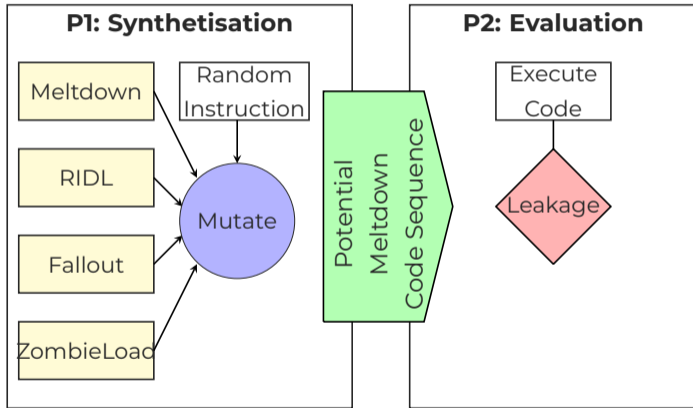 P1: Synthetisation
Meltdown
RIDL
Fallout
ZombieLoad
Random
Instruction
Mutate
Potential
Meltdown
Code Sequence
P2: Evaluation
Execute
Code
Leakage